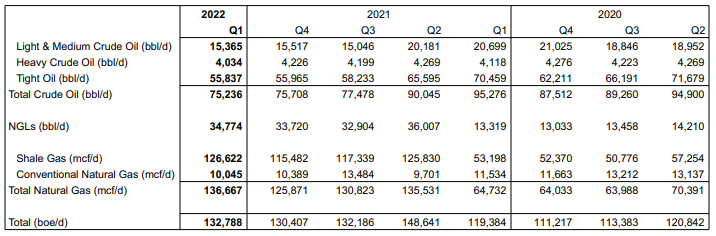 2022 2021 2020
Q1 Q4 Q3 Q2 Q1 Q4 Q3 Q2
Light & Medium Crude Oil (bbl/d) 15,365 15,517 15,046 20,181 20,699 21,025 18,846 18,952
Heavy Crude Oil (bbl/d) 4,034 4,226 4,199 4,269 4,118 4,276 4,223 4,269
Tight Oil (bbl/d) 55,837 55,965 58,233 65,595 70,459 62,211 66,191 71,679
Total Crude Oil (bbl/d) 75,236 75,708 77,478 90,045 95,276 87,512 89,260 94,900
NGLs (bbl/d) 34,774 33,720 32,904 36,007 13,319 13,033 13,458 14,210
Shale Gas (mcf/d) 126,622 115,482 117,339 125,830 53,198 52,370 50,776 57,254
Conventional Natural Gas (mcf/d) 10,045 10,389 13,484 9,701 11,534 11,663 13,212 13,137
Total Natural Gas (mcf/d) 136,667 125,871 130,823 135,531 64,732 64,033 63,988 70,391
Total (boe/d) 132,788 130,407 132,186 148,641 119,384 111,217 113,383 120,842